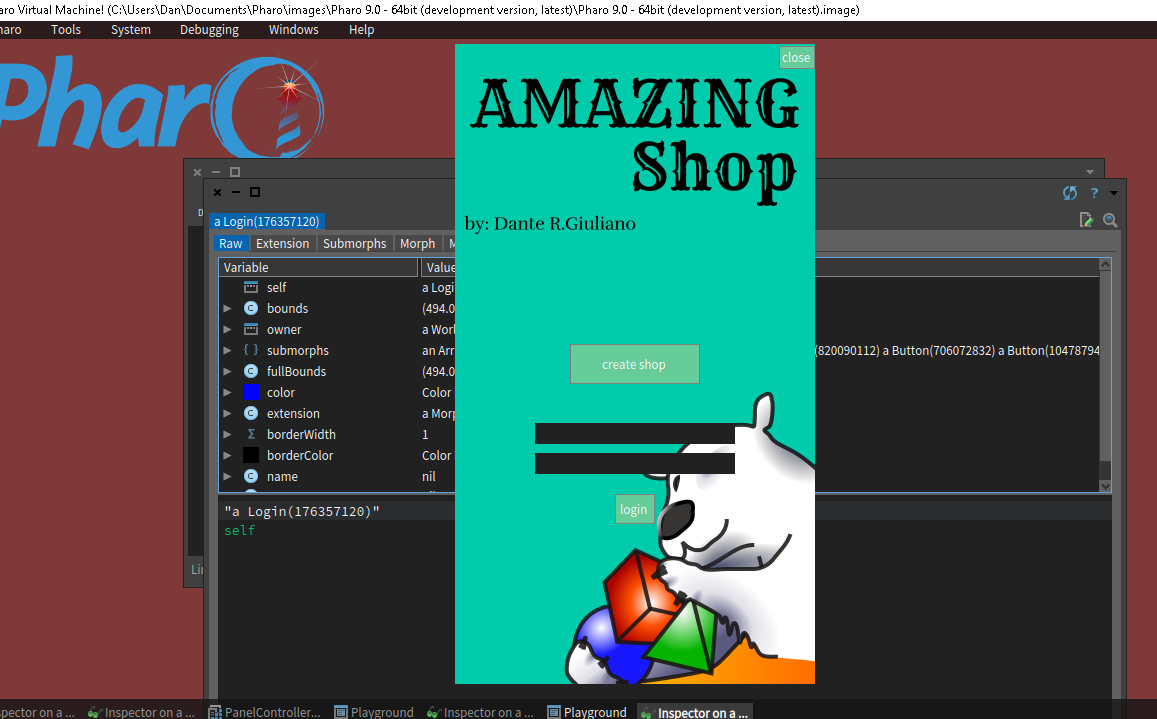 aro Virtual Machine! (C:\Users\Dan\Documents\Pharo\images\Pharo 9.0 - 64bit (development version, latest)\Pharo 9.0 - 64bit (development version, latest).image)
haro Tools System Debugging Windows Help
Pharo
close
AMAZING
Shop
by: Dante R.Giuliano
D
a Login(176357120)
?
Raw Extension Submorphs Morph M
Variable Value
self a Logi
bounds (494.0
owner a Worl
submorphs an Arr (820090112) a Button(706072832) a Button(10478794
fullBounds (494.0
color Color
extension a Morp
borderWidth 1
borderColor Color
name nil
create shop
login
"a Login(176357120)"
self
Lin
spector on a ... Inspector on a ... PanelController... Playground Inspector on a ... Playground Inspector on a ...